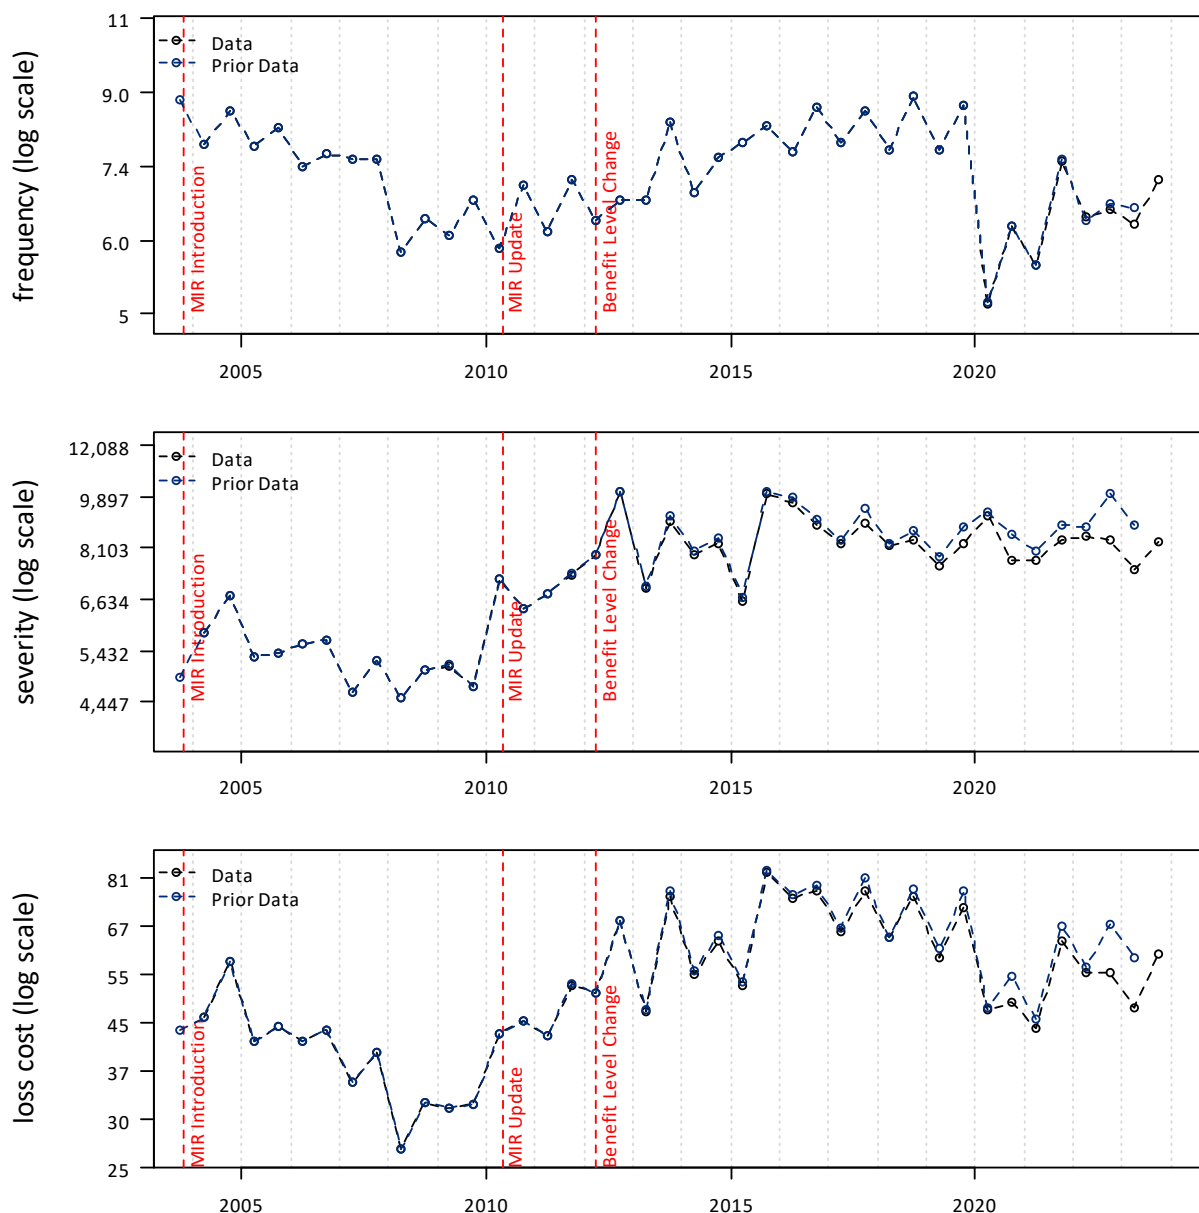 frequency (log scale)
11
9.0
7.4
6.0
5
Data
Prior Data
MIR Introduction
MIR Update
Benefit Level Change
2005
2010
2015
2020
severity (log scale)
12,088
9,897
8,103
6,634
5,432
4,447
Data
Prior Data
MIR Introduction
MIR Update
Benefit Level Change
2005
2010
2015
2020
loss cost (log scale)
81
67
55
45
37
30
25
Data
Prior Data
MIR Introduction
MIR Update
Benefit Level Change
2005
2010
2015
2020